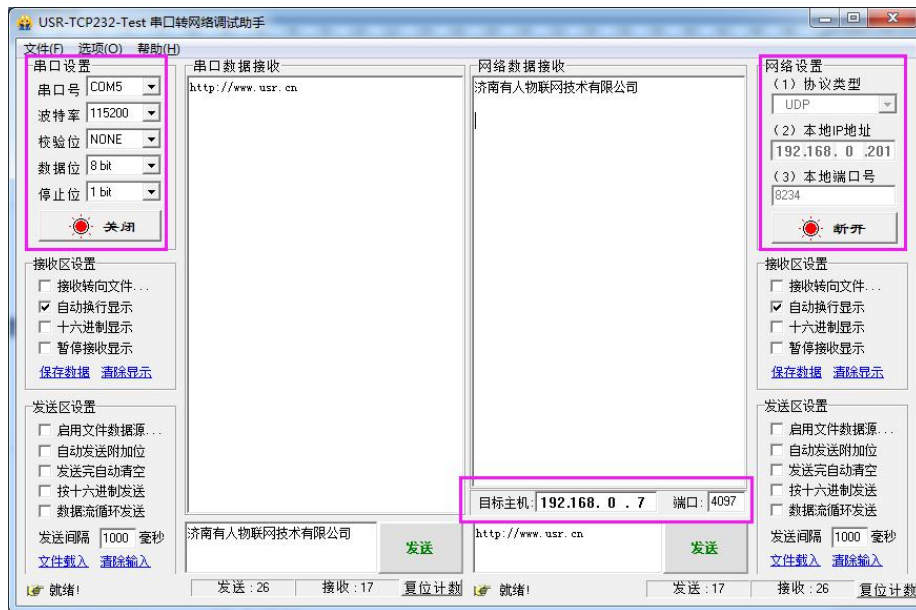 USR-TCP232-Test 串口转网络调试助手
文件(F) 选项(O) 帮助(H)
串口设置
串口号 COM5
波特率 115200
校验位 NONE
数据位 8 bit
停止位 1 bit
关闭
接收区设置
接收转向文件...
自动换行显示
十六进制显示
暂停接收显示
保存数据 清除显示
发送区设置
启用文件数据源...
自动发送附加位
发送完自动清空
按十六进制发送
数据流循环发送
发送间隔 1000 毫秒
文件载入 清除输入
就绪!
串口数据接收
http://www.usr.cn
济南有人物联网技术有限公司
发送
发送 : 26 接收 : 17 复位计数
网络数据接收
济南有人物联网技术有限公司
目标主机: 192.168. 0 . 7 端口: 4097
http://www.usr.cn
发送
就绪!
发送 : 17 接收 : 26 复位计数
网络设置
(1) 协议类型
UDP
(2) 本地IP地址
192.168. 0 .201
(3) 本地端口号
8234
断开
接收区设置
接收转向文件...
自动换行显示
十六进制显示
暂停接收显示
保存数据 清除显示
发送区设置
启用文件数据源...
自动发送附加位
发送完自动清空
按十六进制发送
数据流循环发送
发送间隔 1000 毫秒
文件载入 清除输入